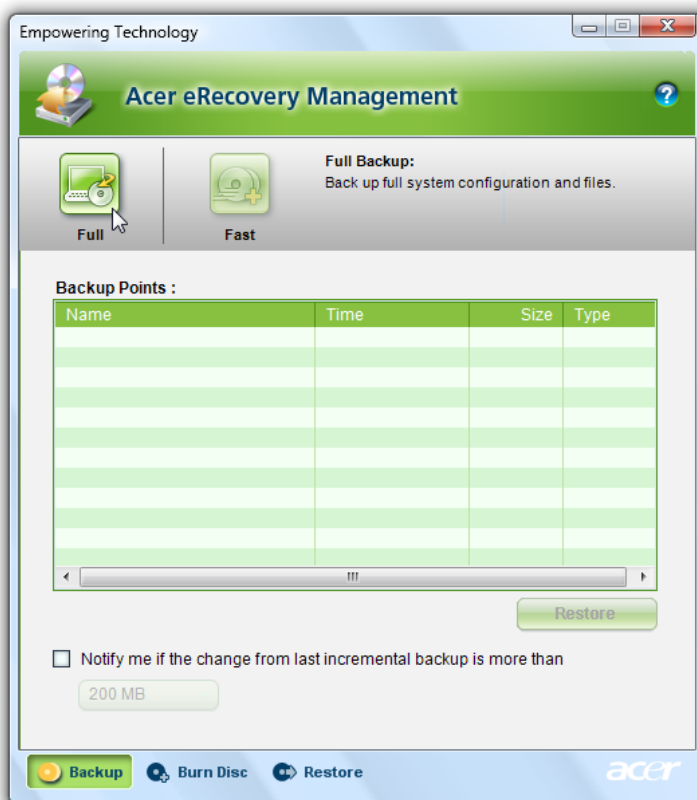 Empowering Technology
Acer eRecovery Management
Full Backup:
Back up full system configuration and files.
Full
Fast
Backup Points :
Name Time Size Type
Restore
Notify me if the change from last incremental backup is more than
200 MB
Backup Burn Disc Restore
acer